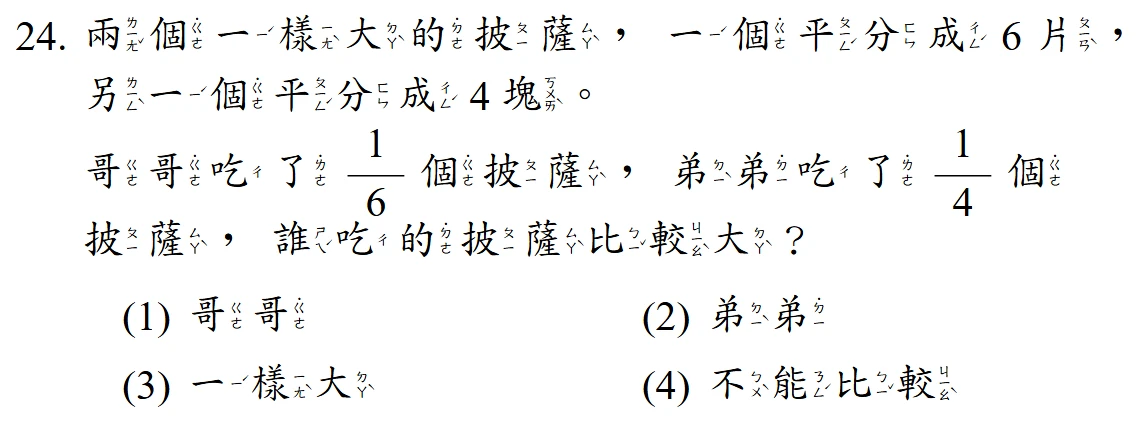 24. 兩個一樣大的披薩，一個平分成 6 片，
另一個平分成 4 塊。
哥哥吃了 1/6 個披薩，弟弟吃了 1/4 個
披薩，誰吃的披薩比較大？
(1) 哥哥 (2) 弟弟
(3) 一樣大 (4) 不能比較